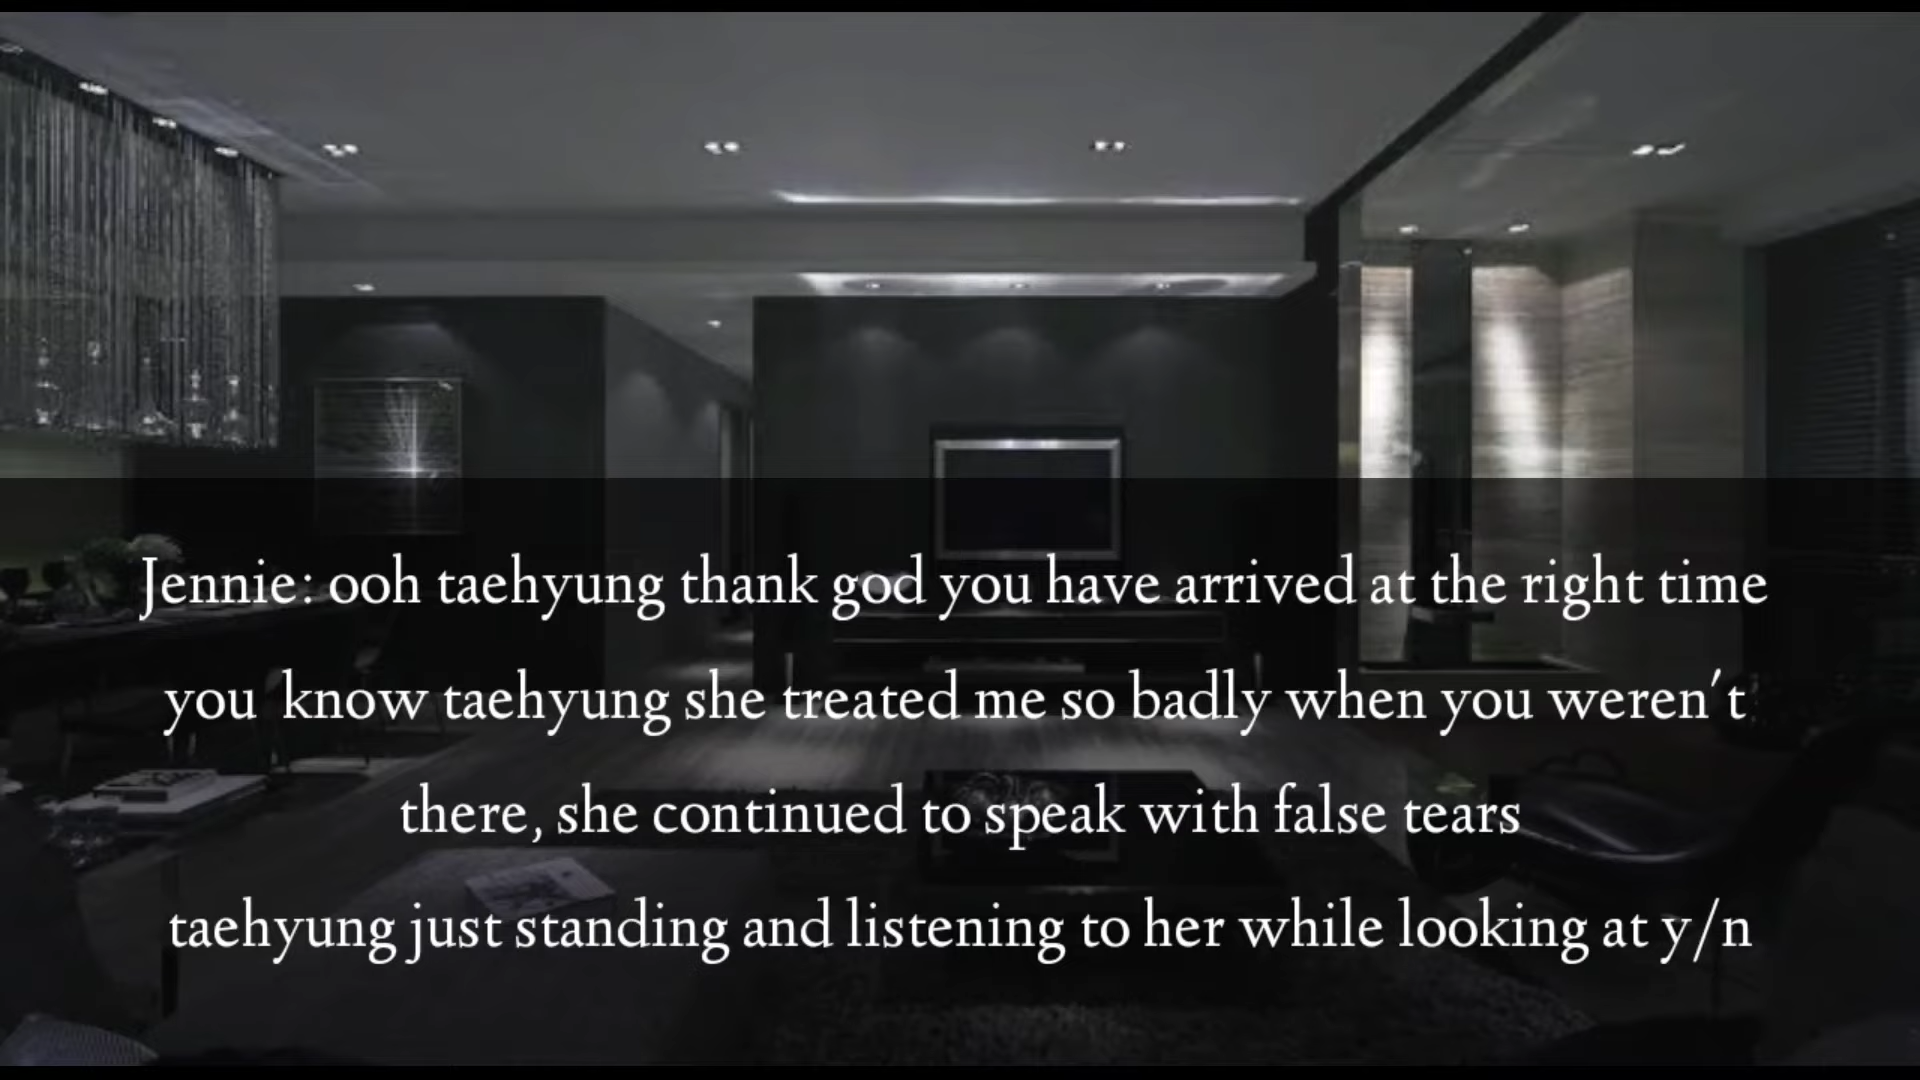 Jennie: ooh taehyung thank god you have arrived at the right time
you know taehyung she treated me so badly when you weren't
there, she continued to speak with false tears
taehyung just standing and listening to her while looking at y/n